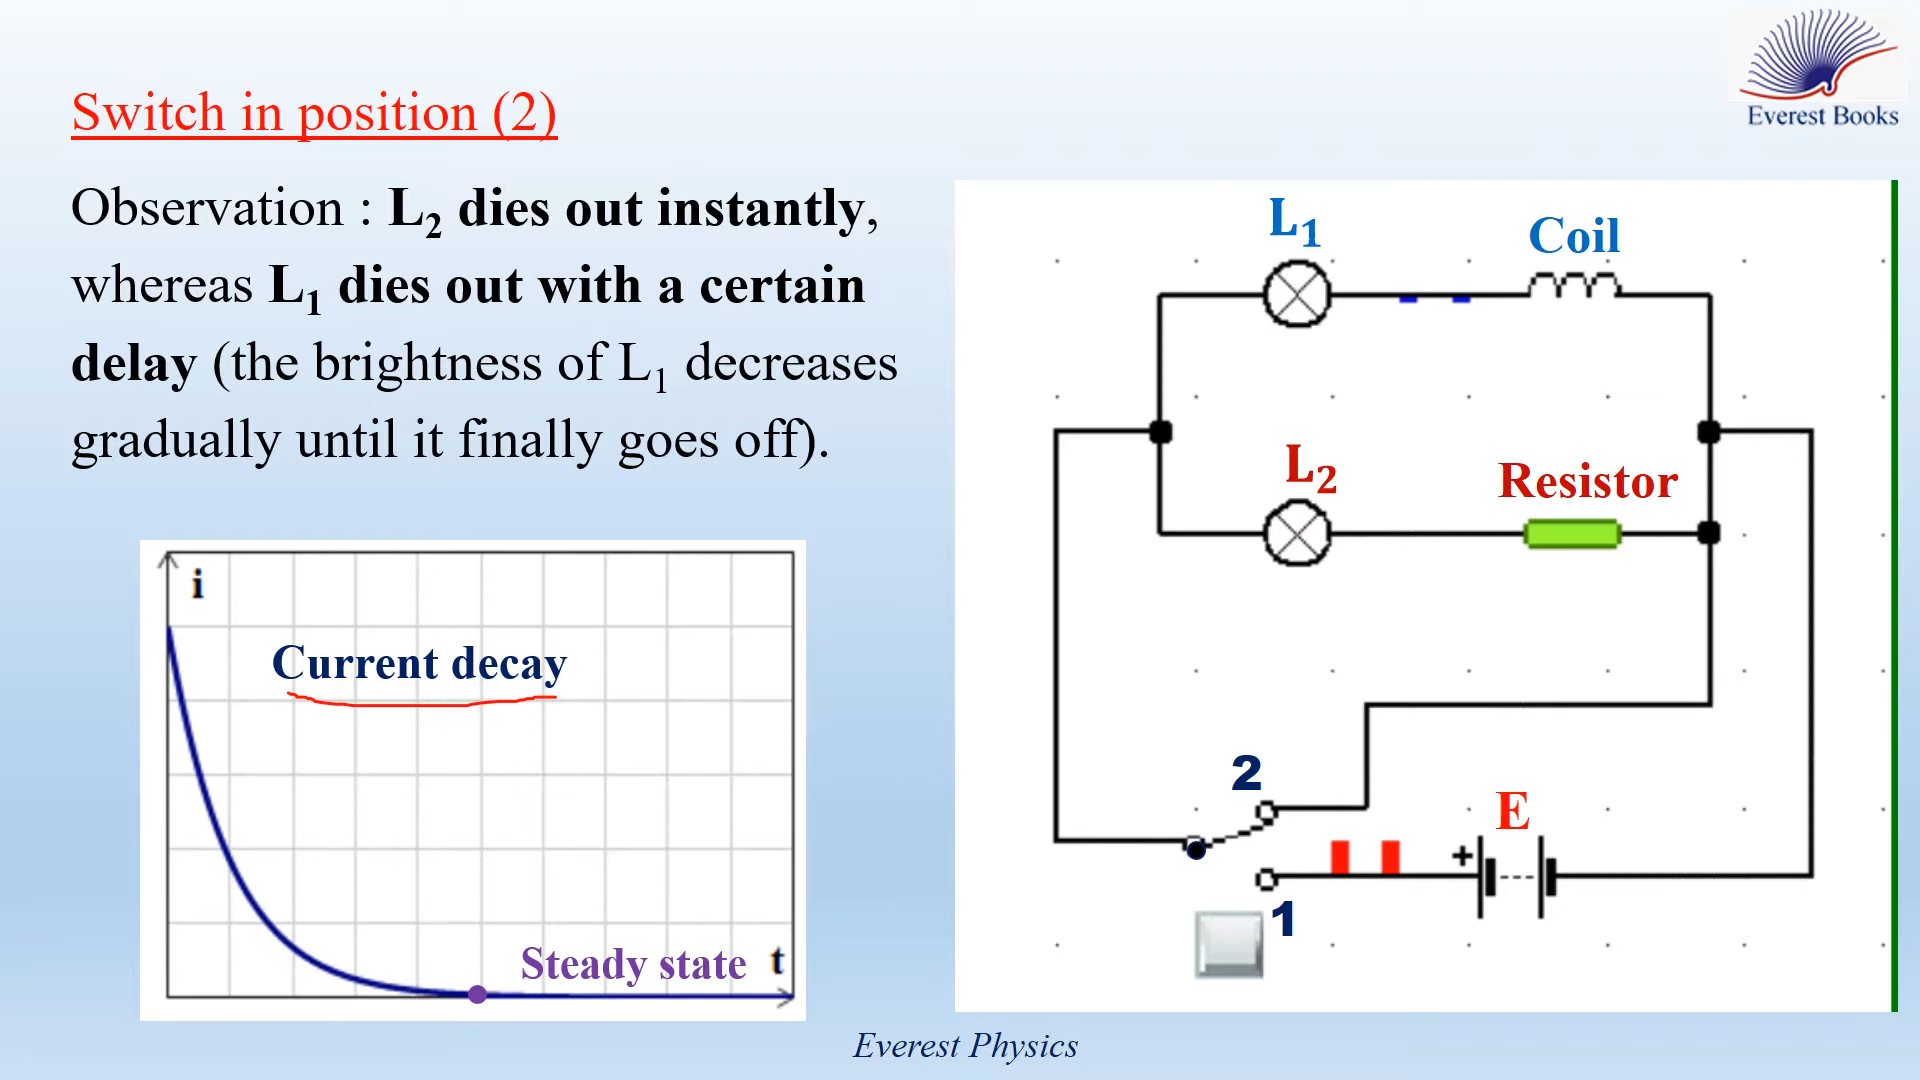 Everest Books
Switch in position (2)
Observation : L₂ dies out instantly,
whereas L₁ dies out with a certain
delay (the brightness of L₁ decreases
gradually until it finally goes off).
i
Current decay
Steady state
t
L₁
Coil
L₂
Resistor
2
E
+
1
Everest Physics